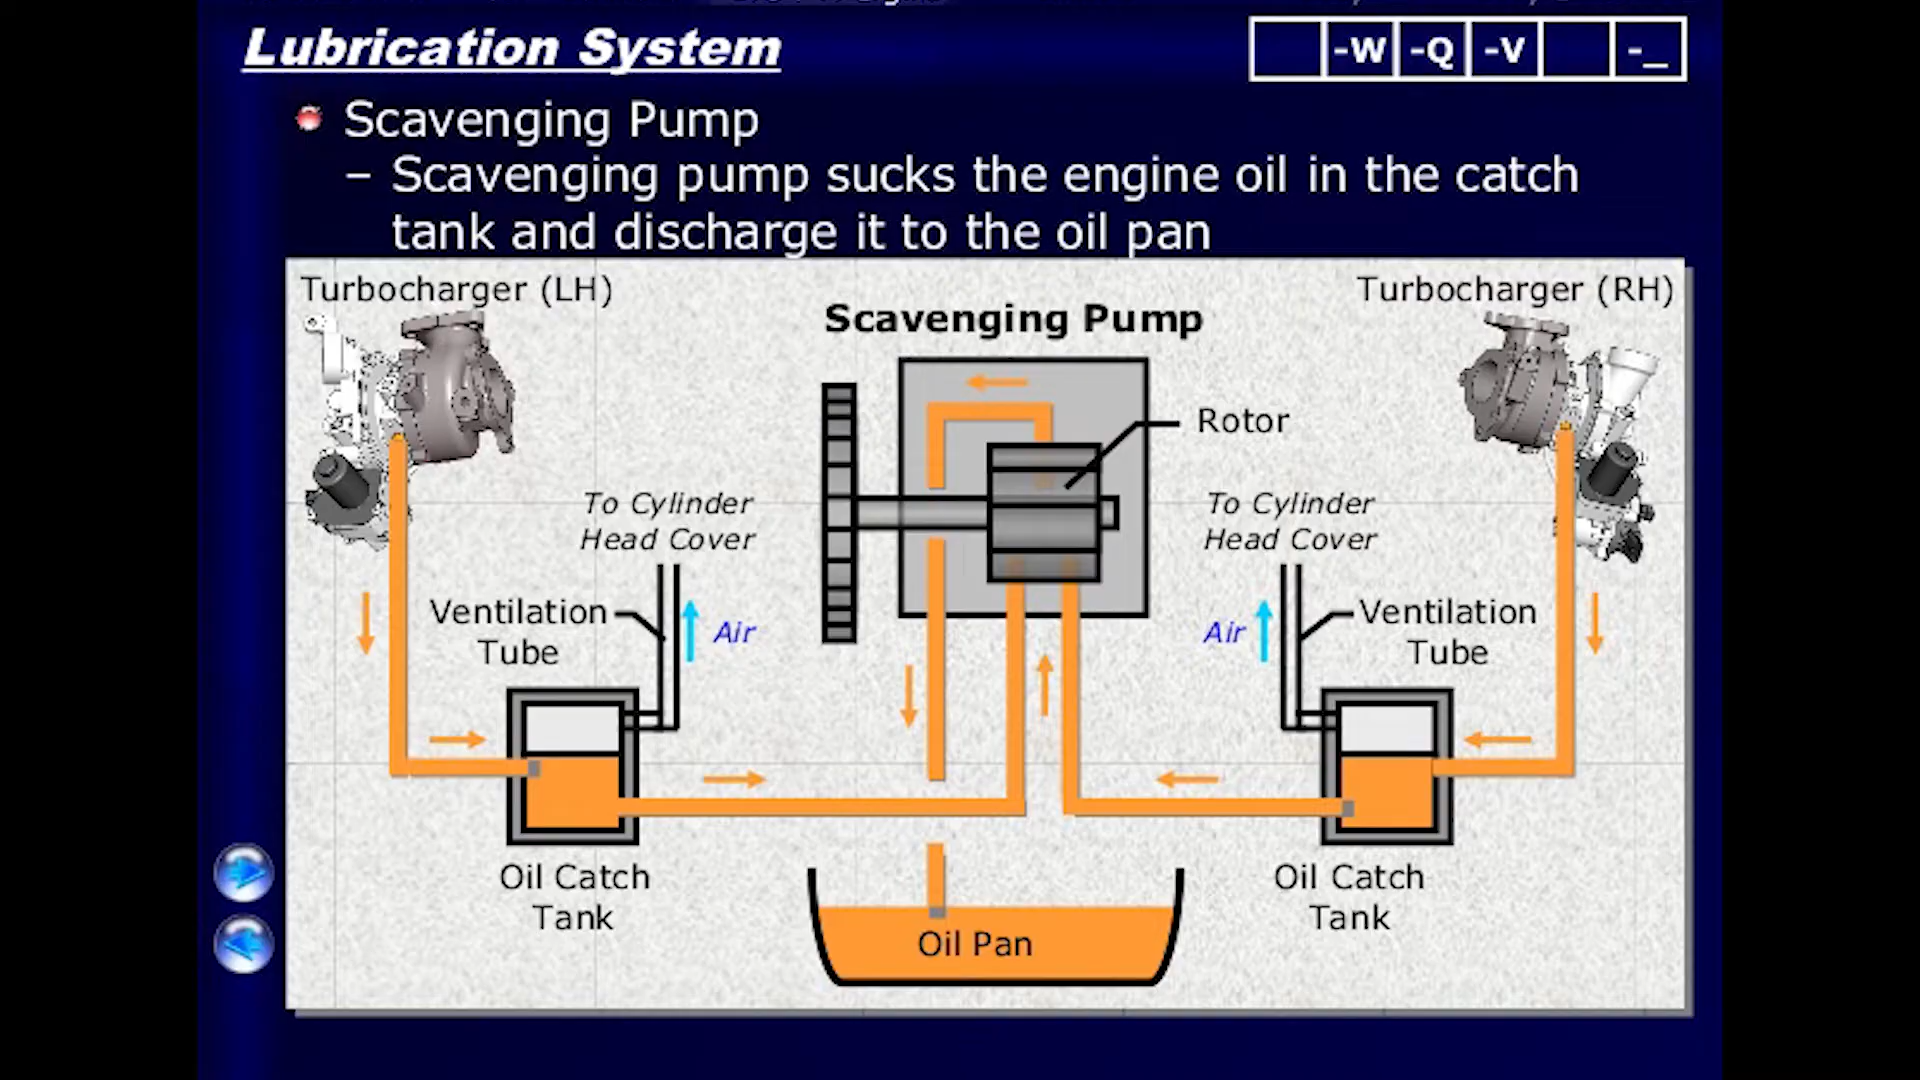 Lubrication System
-W -Q -V -_
Scavenging Pump
– Scavenging pump sucks the engine oil in the catch
tank and discharge it to the oil pan
Turbocharger (LH)
Turbocharger (RH)
Scavenging Pump
Rotor
To Cylinder
Head Cover
To Cylinder
Head Cover
Ventilation
Tube
Air
Air
Ventilation
Tube
Oil Catch
Tank
Oil Catch
Tank
Oil Pan